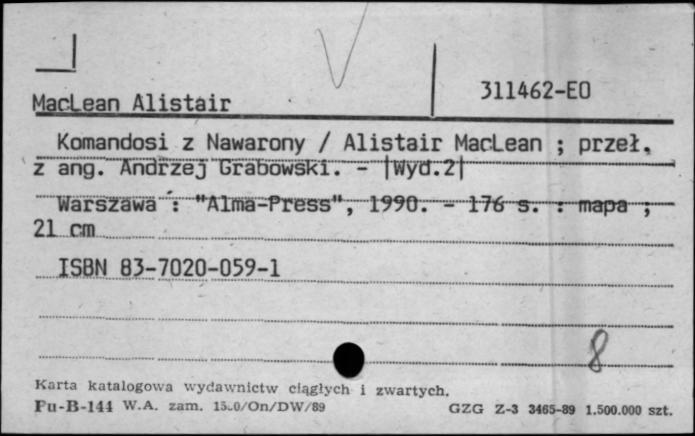 311462-EO
MacLean Alistair
Komandosi z Nawarony / Alistair MacLean ; przeł.
z ang. Andrzej Grabowski. - |Wyd.2|
Warszawa : "Alma-Press", 1990. - 176 s. : mapa ;
21 cm
ISBN 83-7020-059-1
8
Karta katalogowa wydawnictw ciągłych i zwartych.
Pu-B-144 W.A. zam. /On/DW/89 GZG Z-3 3465-89 1.500.000 szt.